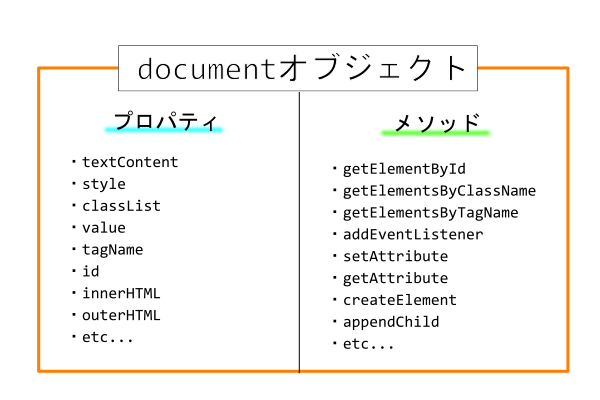 documentオブジェクト
プロパティ
・textContent
・style
・classList
・value
・tagName
・id
・innerHTML
・outerHTML
・etc...
メソッド
・getElementById
・getElementsByClassName
・getElementsByTagName
・addEventListener
・setAttribute
・getAttribute
・createElement
・appendChild
・etc...